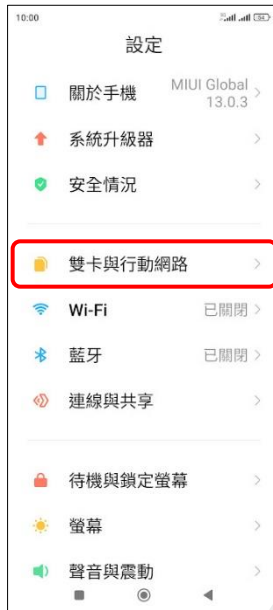 10:00
設定
關於手機 MIUI Global 13.0.3
系統升級器
安全情況
雙卡與行動網路
Wi-Fi 已關閉
藍牙 已關閉
連線與共享
待機與鎖定螢幕
螢幕
聲音與震動